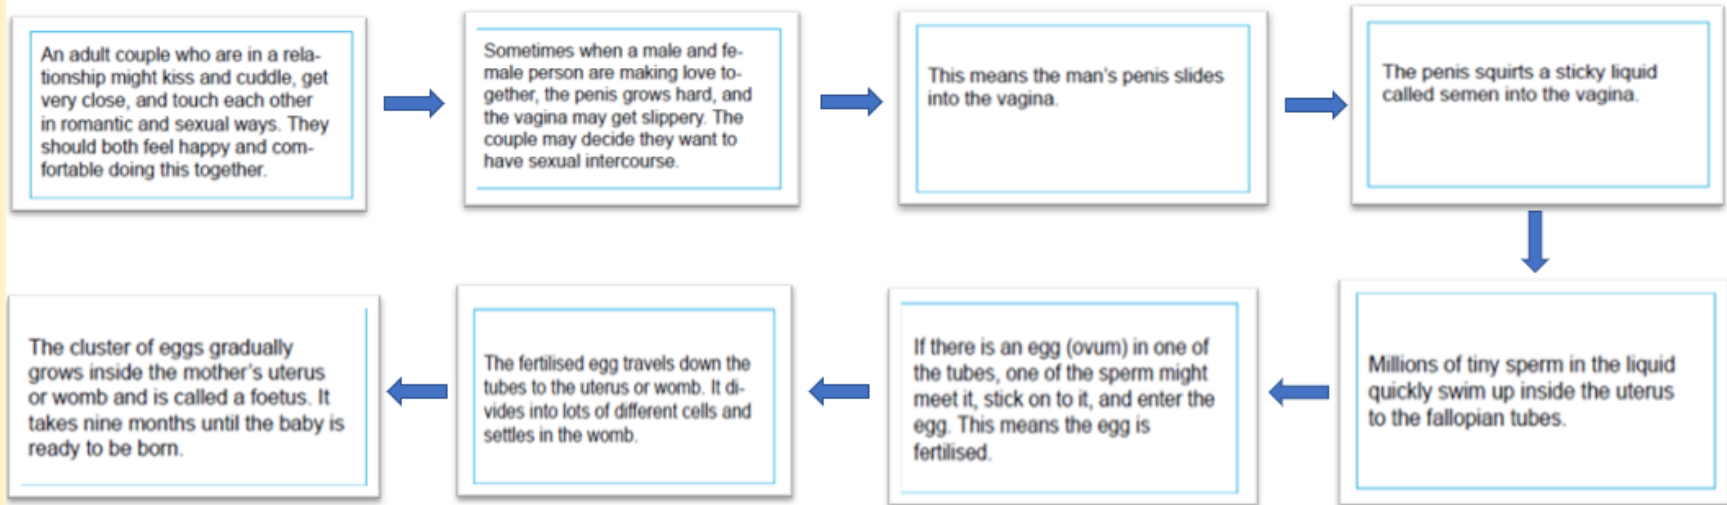 An adult couple who are in a rela-
tionship might kiss and cuddle, get
very close, and touch each other
in romantic and sexual ways. They
should both feel happy and com-
fortable doing this together.
Sometimes when a male and fe-
male person are making love to-
gether, the penis grows hard, and
the vagina may get slippery. The
couple may decide they want to
have sexual intercourse.
This means the man's penis slides
into the vagina.
The penis squirts a sticky liquid
called semen into the vagina.
Millions of tiny sperm in the liquid
quickly swim up inside the uterus
to the fallopian tubes.
If there is an egg (ovum) in one of
the tubes, one of the sperm might
meet it, stick on to it, and enter the
egg. This means the egg is
fertilised.
The fertilised egg travels down the
tubes to the uterus or womb. It di-
vides into lots of different cells and
settles in the womb.
The cluster of eggs gradually
grows inside the mother's uterus
or womb and is called a foetus. It
takes nine months until the baby is
ready to be born.